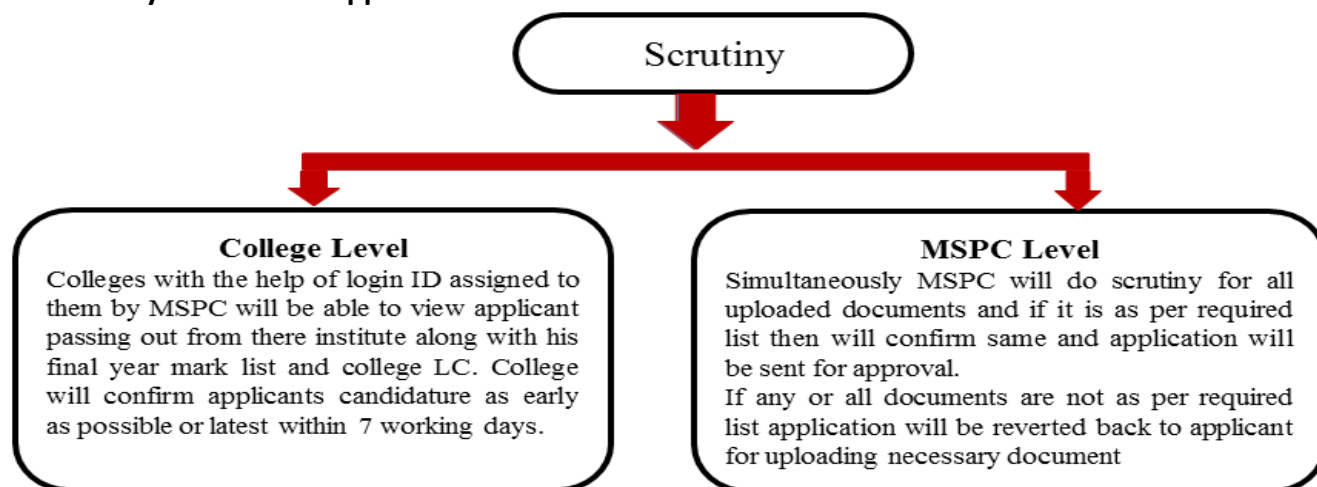 Scrutiny
College Level
Colleges with the help of login ID assigned to
them by MSPC will be able to view applicant
passing out from there institute along with his
final year mark list and college LC. College
will confirm applicants candidature as early
as possible or latest within 7 working days.
MSPC Level
Simultaneously MSPC will do scrutiny for all
uploaded documents and if it is as per required
list then will confirm same and application will
be sent for approval.
If any or all documents are not as per required
list application will be reverted back to applicant
for uploading necessary document